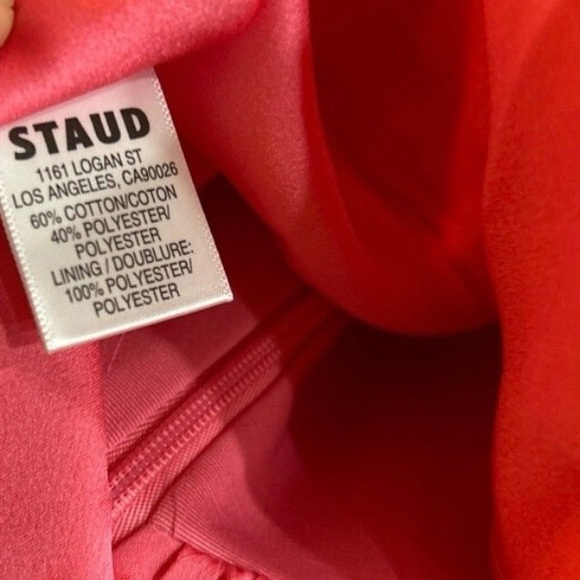 STAUD
1161 LOGAN ST
LOS ANGELES, CA90026
60% COTTON/COTON
40% POLYESTER/
POLYESTER
LINING / DOUBLURE:
100% POLYESTER/
POLYESTER